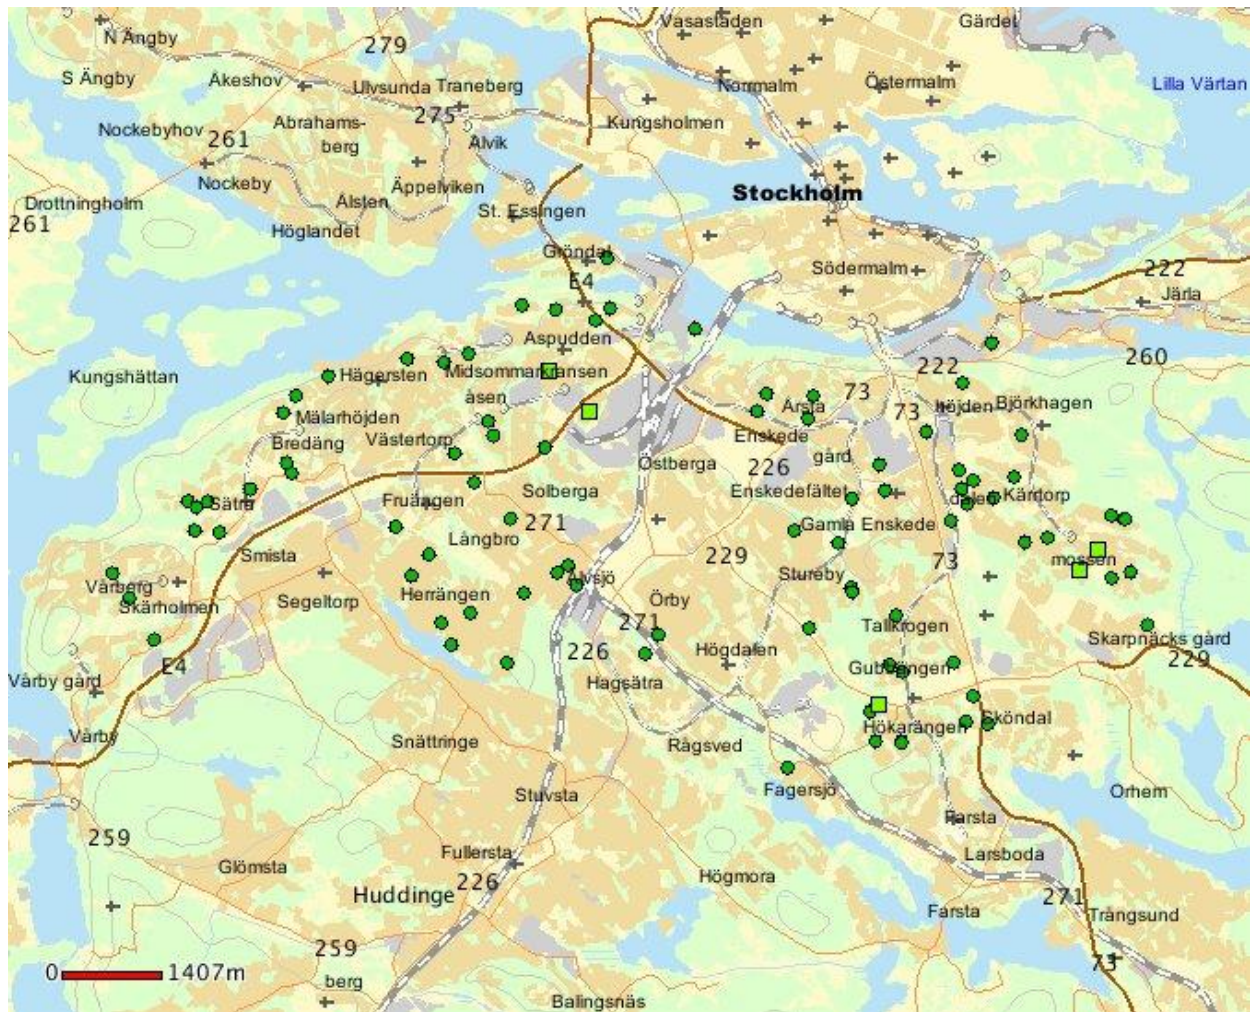 Vasastaden
Gärdet
N Ängby
279
S Ängby
Åkeshov
Ulvsunda
Traneberg
Norrmalm
Östermalm
Lilla Värtan
275
Nockebyhov
261
Abrahams-
berg
Alvik
Kungsholmen
Nockeby
Äppelviken
Stockholm
Drottningholm
Ålsten
St. Essingen
261
Höglandet
Gröndal
Södermalm
222
E4
Järla
Aspudden
222
260
Kungshättan
Hägersten
Midsommarkransen
åsen
73
Mälarhöjden
Årsta
73
höjden
Björkhagen
Bredäng
Västertorp
Enskede
gård
Östberga
226
Sätra
Fruängen
Solberga
Enskedefältet
dalen
Kärrtorp
271
Gamla Enskede
Långbro
Smista
229
73
mossen
Vårberg
Älvsjö
Stureby
Skärholmen
Segeltorp
Herrängen
Örby
271
Tallkrogen
Skarpnäcks gård
226
Högdalen
229
E4
Gubbängen
Vårby gård
Hagsätra
Sköndal
Vårby
Snättringe
Rågsved
Hökarängen
Stuvsta
Fagersjö
Orhem
Farsta
259
Fullersta
Larsboda
Glömsta
Högmora
Huddinge
226
271
Farsta
Trångsund
259
73
0
1407m
berg
Balingsnäs